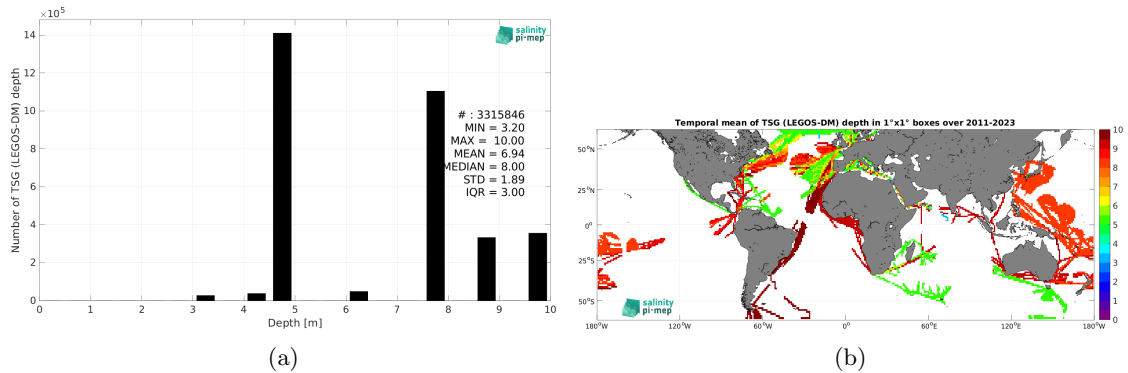 ×10⁵
14
12
10
8
6
4
2
0
Number of TSG (LEGOS-DM) depth
salinity
pi-mep
# : 3315846
MIN = 3.20
MAX = 10.00
MEAN = 6.94
MEDIAN = 8.00
STD = 1.89
IQR = 3.00
0 1 2 3 4 5 6 7 8 9 10
Depth [m]
(a)
Temporal mean of TSG (LEGOS-DM) depth in 1°x1° boxes over 2011-2023
50°N
25°N
0°
25°S
50°S
salinity
pi-mep
180°W 120°W 60°W 0° 60°E 120°E 180°E
10
9
8
7
6
5
4
3
2
1
0
(b)